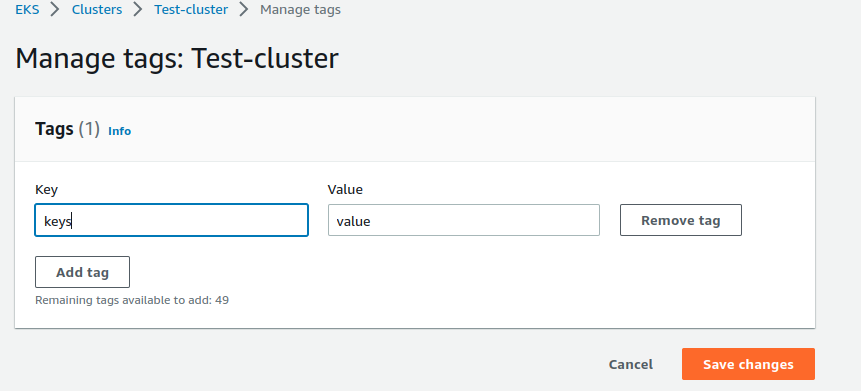 EKS > Clusters > Test-cluster > Manage tags
Manage tags: Test-cluster
Tags (1) Info
Key Value
keys value Remove tag
Add tag
Remaining tags available to add: 49
Cancel Save changes